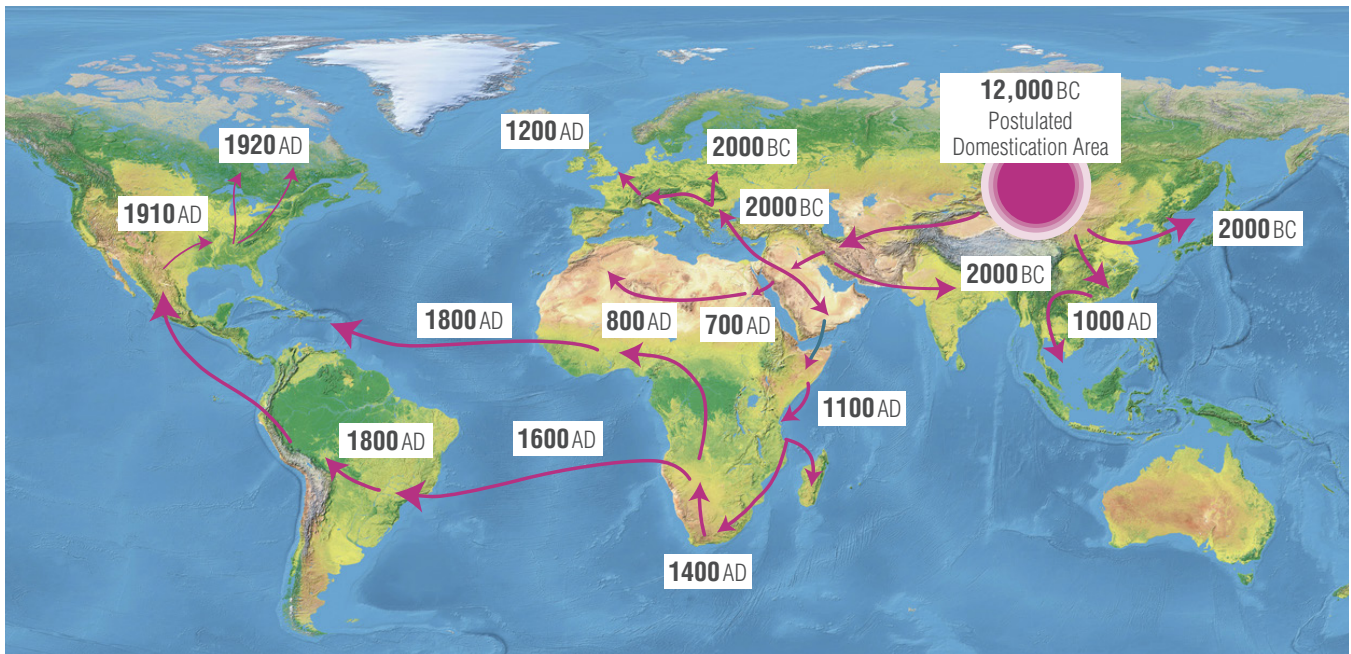 12,000 BC
Postulated
Domestication Area
1200 AD
1920 AD
2000 BC
1910 AD
2000 BC
2000 BC
2000 BC
1800 AD
800 AD
700 AD
1000 AD
1100 AD
1800 AD
1600 AD
1400 AD